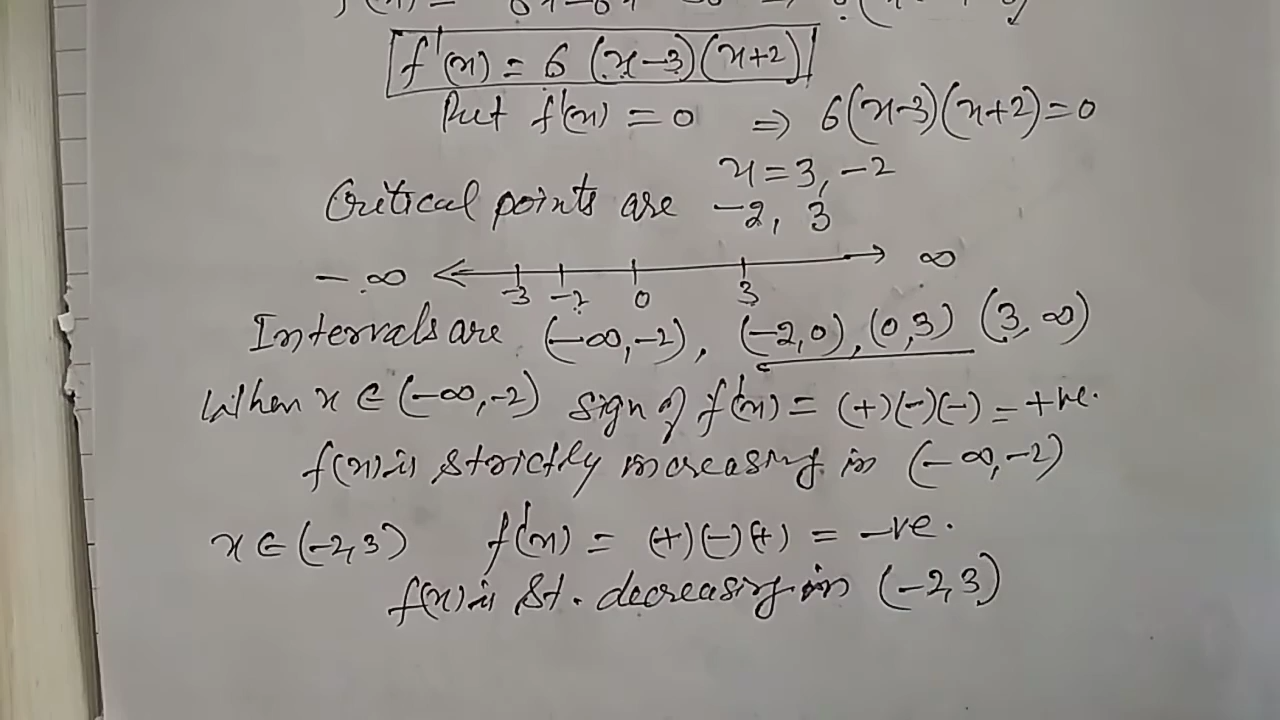 f'(x) = 6(x-3)(x+2)
Put f'(x) = 0 ⇒ 6(x-3)(x+2)=0
x=3, -2
Critical points are -2, 3
-∞ ∞
-3 -2 0 3
Intervals are (-∞,-2), (-2,0), (0,3) (3, ∞)
When x ∈ (-∞,-2) sign of f'(x) = (+)(-)(-) = +ve.
f(x) is strictly increasing in (-∞,-2)
x ∈ (-2,3) f'(x) = (+)(-)(+) = -ve.
f(x) is St. decreasing in (-2,3)